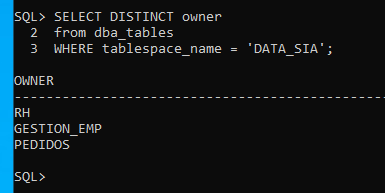 SQL> SELECT DISTINCT owner
2 from dba_tables
3 WHERE tablespace_name = 'DATA_SIA';
OWNER
--------------------------------------------------
RH
GESTION_EMP
PEDIDOS
SQL>